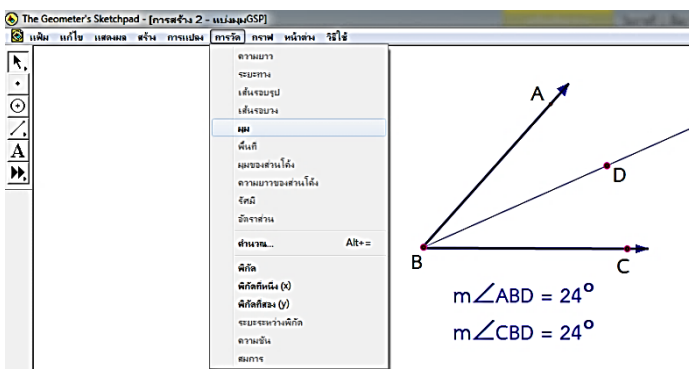 The Geometer's Sketchpad - [การสร้าง 2 - แบ่งมุมGSP]
แฟ้ม แก้ไข แสดงผล สร้าง การแปลง การวัด กราฟ หน้าต่าง วิธีใช้
ความยาว
ระยะทาง
เส้นรอบรูป
เส้นรอบวง
มุม
พื้นที่
มุมของส่วนโค้ง
ความยาวของส่วนโค้ง
รัศมี
อัตราส่วน
คำนวณ... Alt+=
พิกัด
พิกัดที่หนึ่ง (x)
พิกัดที่สอง (y)
ระยะระหว่างพิกัด
ความชัน
สมการ
A
A
D
B
C
m∠ABD = 24°
m∠CBD = 24°